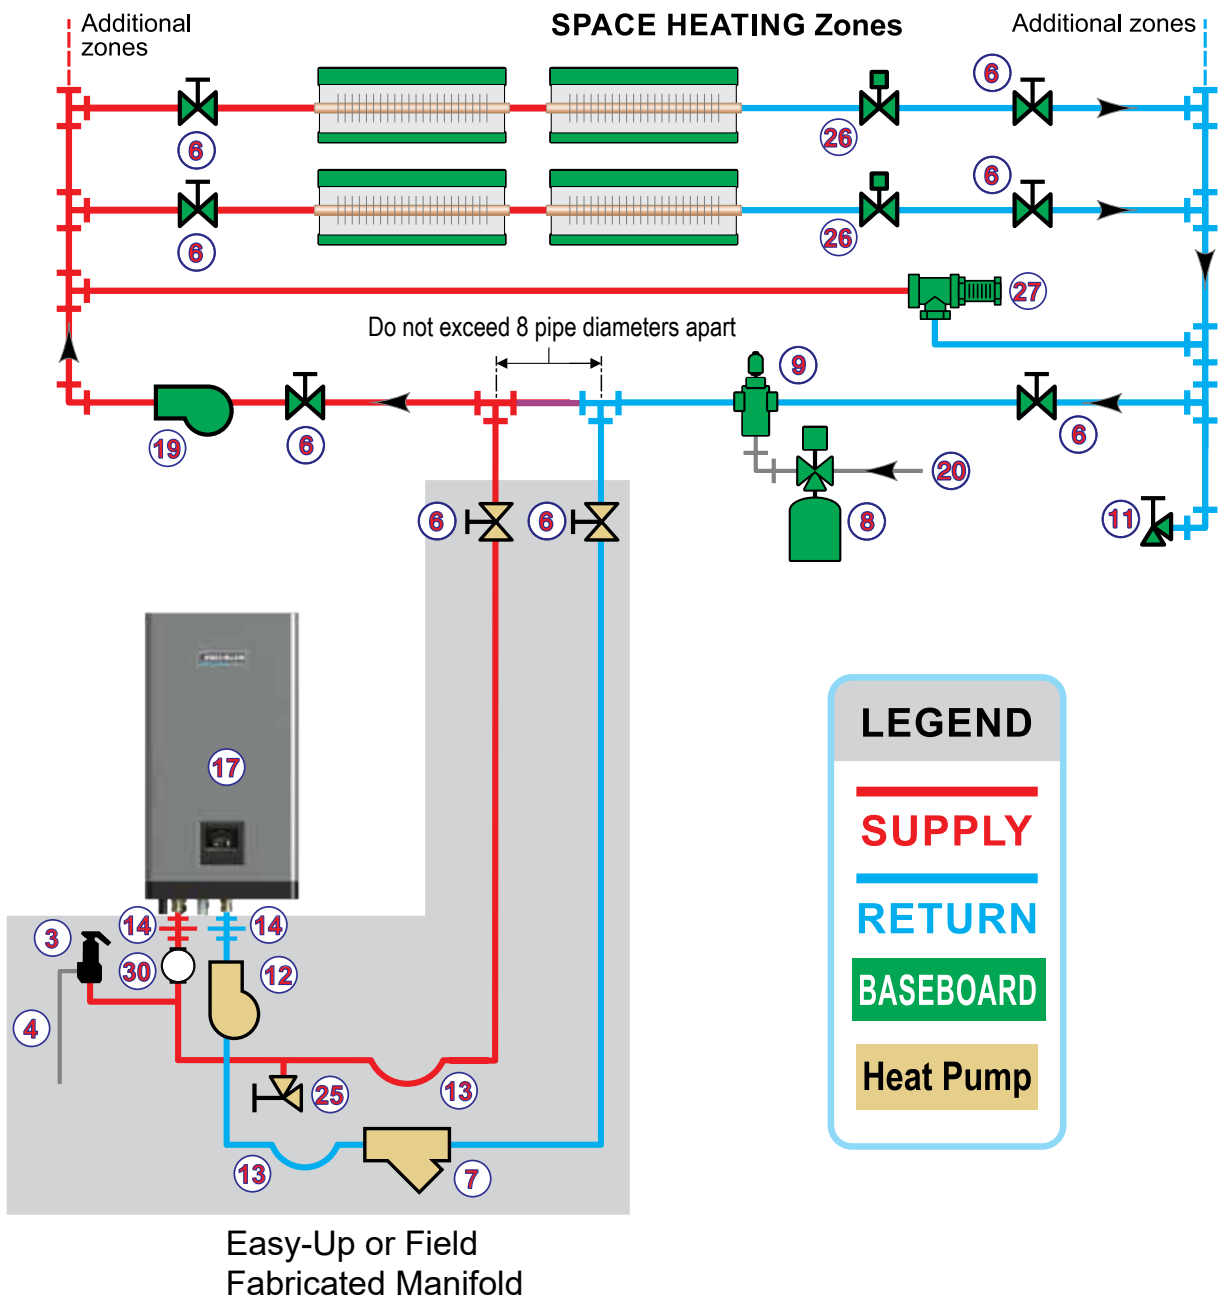 Additional
zones
SPACE HEATING Zones
Additional zones
6
6
26
6
6
26
6
6
27
Do not exceed 8 pipe diameters apart
9
19
6
6
20
8
11
6
6
17
LEGEND
SUPPLY
RETURN
BASEBOARD
Heat Pump
3
14
14
30
12
4
25
13
13
7
Easy-Up or Field
Fabricated Manifold